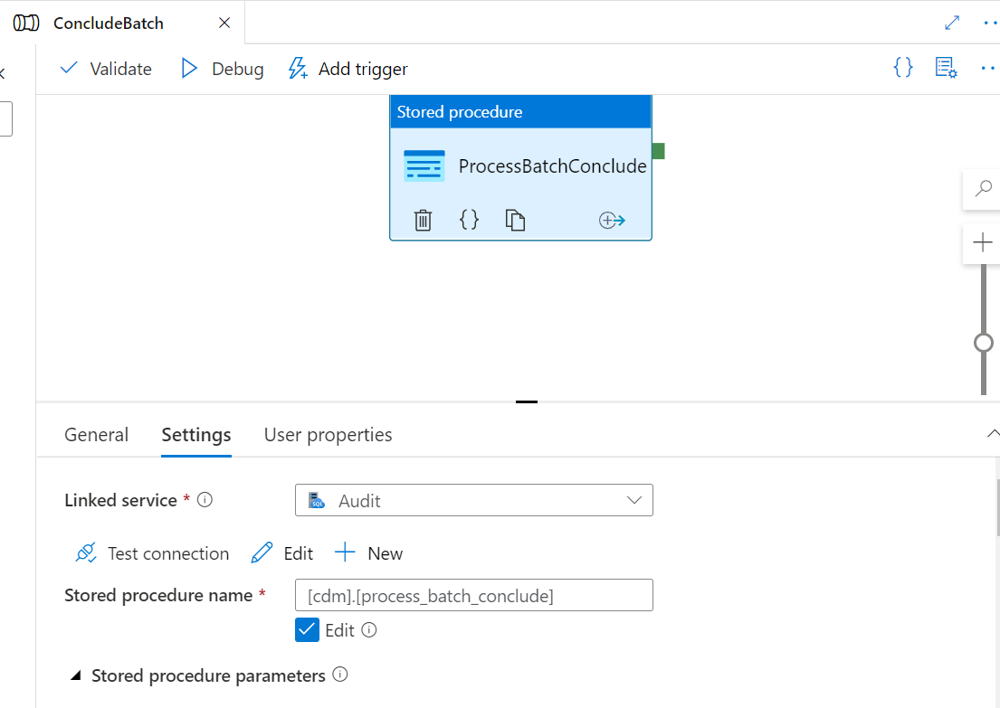 ConcludeBatch
Validate Debug Add trigger
Stored procedure
ProcessBatchConclude
General Settings User properties
Linked service * Audit
Test connection Edit New
Stored procedure name * [cdm].[process_batch_conclude]
Edit
Stored procedure parameters